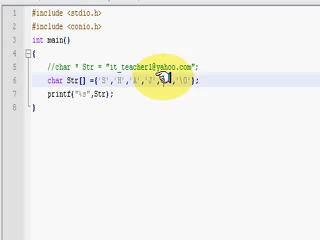 1 #include <stdio.h>
2 #include <conio.h>
3 int main()
4 {
5 //char * Str = "it_teacher1@yahoo.com";
6 char Str[] ={'S','H','A','J', '\0'};
7 printf("%s",Str);
8 }